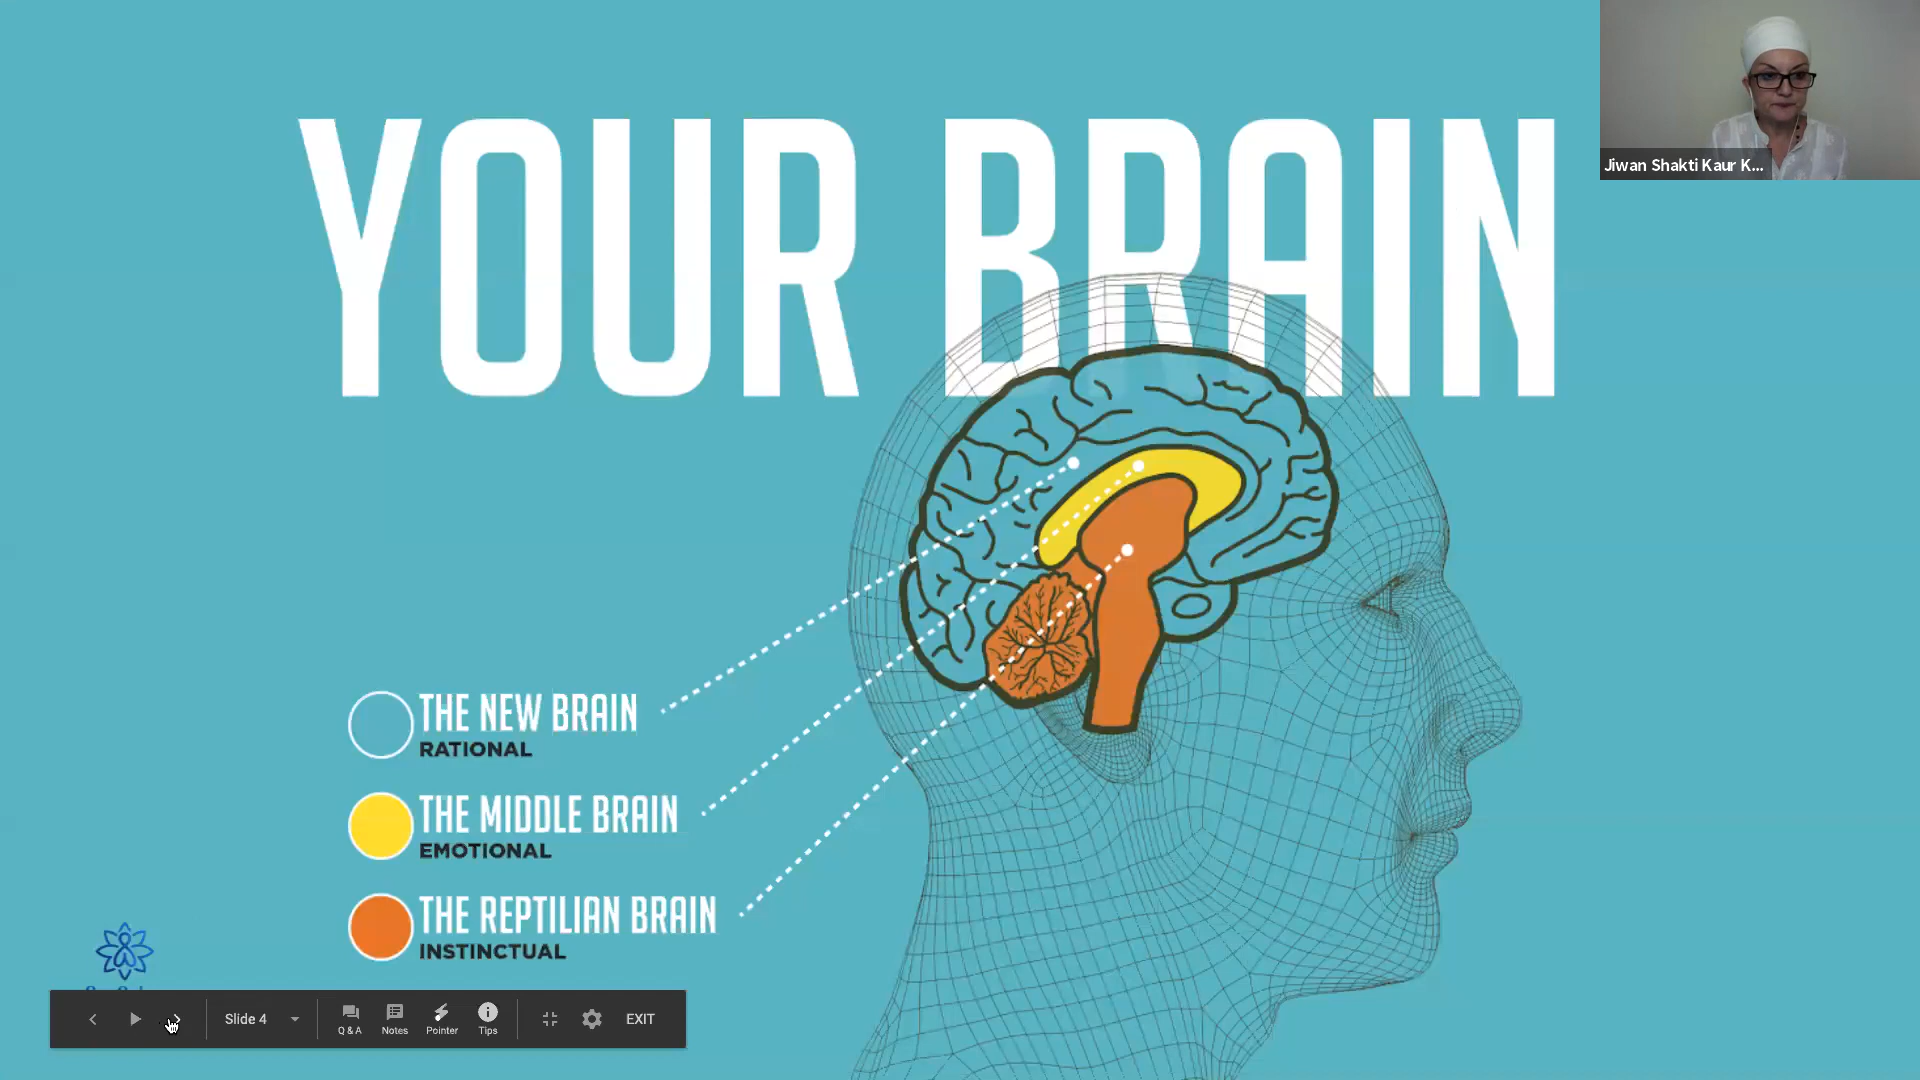 YOUR BRAIN
Jiwan Shakti Kaur K...
THE NEW BRAIN
RATIONAL
THE MIDDLE BRAIN
EMOTIONAL
THE REPTILIAN BRAIN
INSTINCTUAL
Slide 4
Q & A
Notes
Pointer
Tips
EXIT